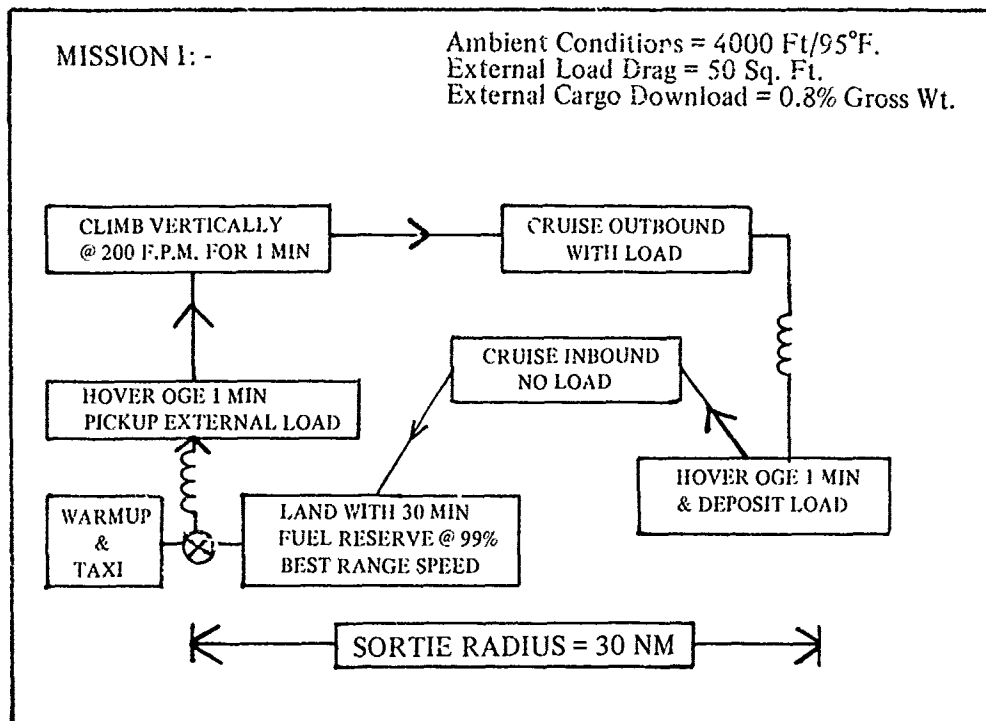 MISSION I: -
Ambient Conditions = 4000 Ft/95°F.
External Load Drag = 50 Sq. Ft.
External Cargo Download = 0.8% Gross Wt.
CLIMB VERTICALLY
@ 200 F.P.M. FOR 1 MIN
CRUISE OUTBOUND
WITH LOAD
CRUISE INBOUND
NO LOAD
HOVER OGE 1 MIN
PICKUP EXTERNAL LOAD
HOVER OGE 1 MIN
& DEPOSIT LOAD
WARMUP
&
TAXI
LAND WITH 30 MIN
FUEL RESERVE @ 99%
BEST RANGE SPEED
SORTIE RADIUS = 30 NM